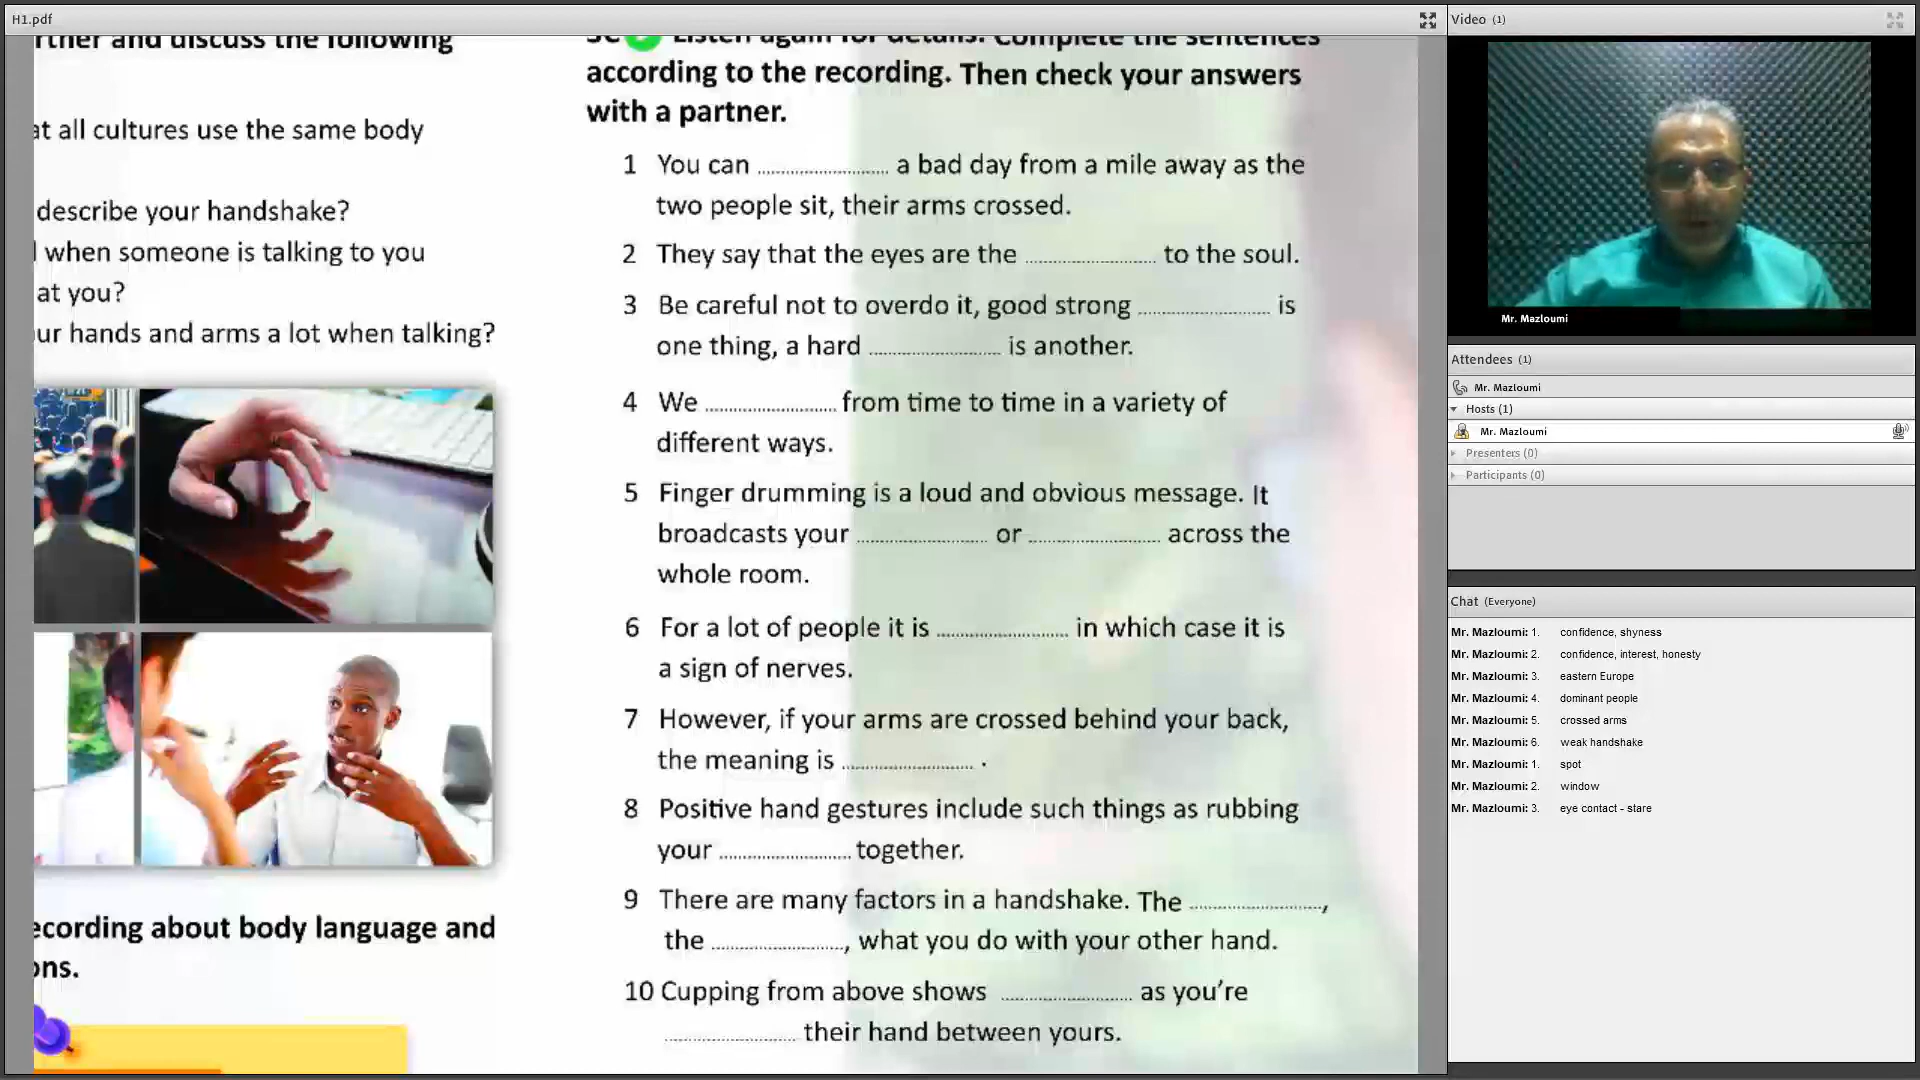 H1.pdf
rther and discuss the following
at all cultures use the same body
describe your handshake?
when someone is talking to you
at you?
ur hands and arms a lot when talking?
ecording about body language and
ons.
Listen again for details. Complete the sentences
according to the recording. Then check your answers
with a partner.
1 You can .................... a bad day from a mile away as the
two people sit, their arms crossed.
2 They say that the eyes are the .................... to the soul.
3 Be careful not to overdo it, good strong .................... is
one thing, a hard .................... is another.
4 We .................... from time to time in a variety of
different ways.
5 Finger drumming is a loud and obvious message. It
broadcasts your .................... or .................... across the
whole room.
6 For a lot of people it is .................... in which case it is
a sign of nerves.
7 However, if your arms are crossed behind your back,
the meaning is .................... .
8 Positive hand gestures include such things as rubbing
your .................... together.
9 There are many factors in a handshake. The ....................,
the ...................., what you do with your other hand.
10 Cupping from above shows .................... as you're
.................... their hand between yours.
Video (1)
Mr. Mazloumi
Attendees (1)
Mr. Mazloumi
Hosts (1)
Mr. Mazloumi
Presenters (0)
Participants (0)
Chat (Everyone)
Mr. Mazloumi: 1. confidence, shyness
Mr. Mazloumi: 2. confidence, interest, honesty
Mr. Mazloumi: 3. eastern Europe
Mr. Mazloumi: 4. dominant people
Mr. Mazloumi: 5. crossed arms
Mr. Mazloumi: 6. weak handshake
Mr. Mazloumi: 1. spot
Mr. Mazloumi: 2. window
Mr. Mazloumi: 3. eye contact - stare